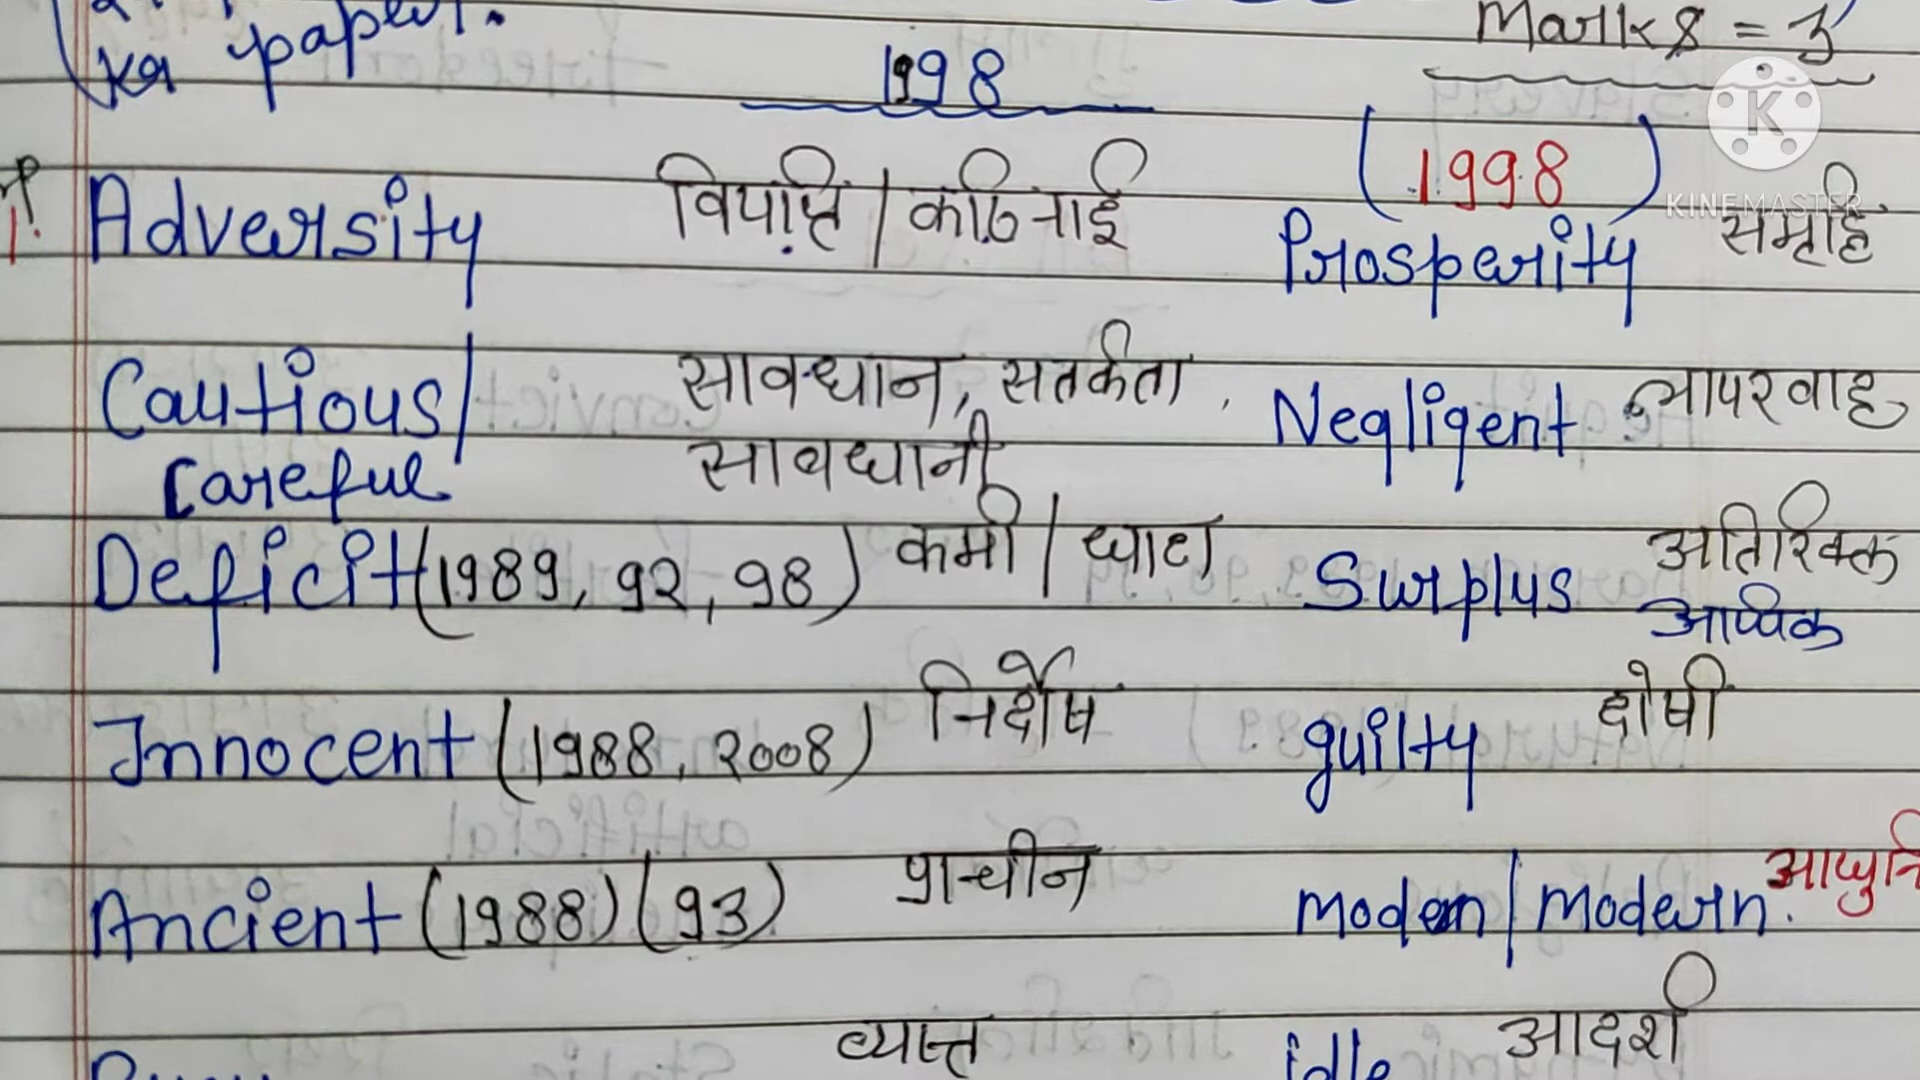 ka paper.
Marks = 3
1998
(1998)
KINEMASTER
Adversity विपत्ति / कठिनाई Prosperity समृद्धि
Cautious / सावधान, सतर्कता, Negligent लापरवाह
Careful सावधानी
Deficit (1989, 92, 98) कमी / घाटा Surplus अतिरिक्त
आधिक
Innocent (1988, 2008) निर्दोष guilty दोषी
Ancient (1988) (93) प्राचीन modern / modern. आधुनि
व्यस्त idle आदर्श